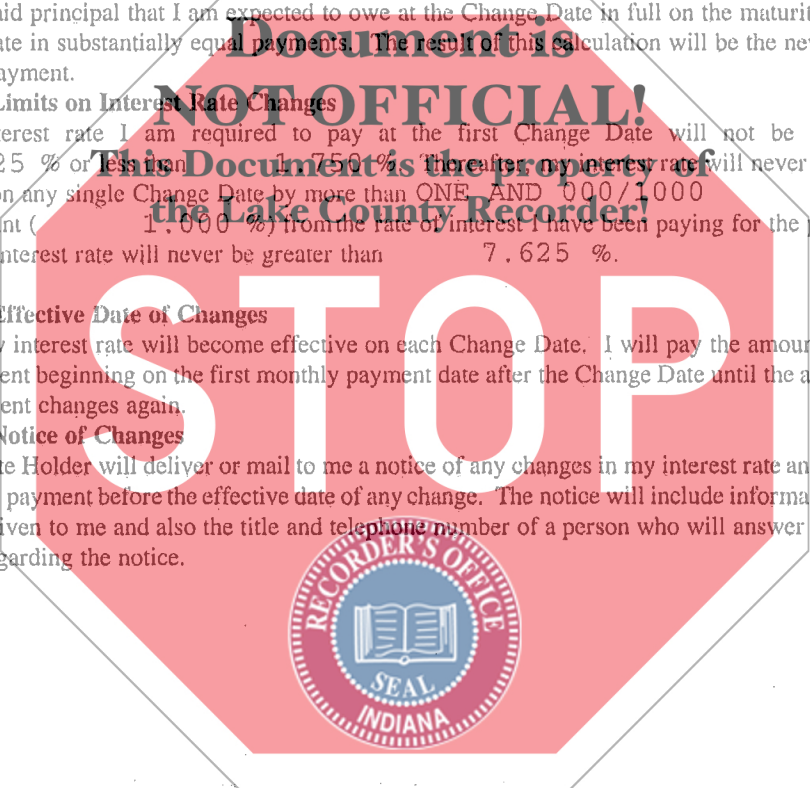 id principal that I am expected to owe at the Change Date in full on the maturi
te in substantially equal payments. The result of this calculation will be the ne
ayment.
Limits on Interest Rate Changes
terest rate I am required to pay at the first Change Date will not be
25 % or less than 1.750 %. Thereafter, my interest rate will never
on any single Change Date by more than ONE AND 000/1000
nt ( 1.000 %) from the rate of interest I have been paying for the p
nterest rate will never be greater than 7.625 %.
Effective Date of Changes
interest rate will become effective on each Change Date. I will pay the amoun
ent beginning on the first monthly payment date after the Change Date until the a
ent changes again.
Notice of Changes
te Holder will deliver or mail to me a notice of any changes in my interest rate an
payment before the effective date of any change. The notice will include informa
iven to me and also the title and telephone number of a person who will answer
garding the notice.
Document is
NOT OFFICIAL!
This Document is the property of
the Lake County Recorder!
STOP
RECORDER'S OFFICE
SEAL
INDIANA